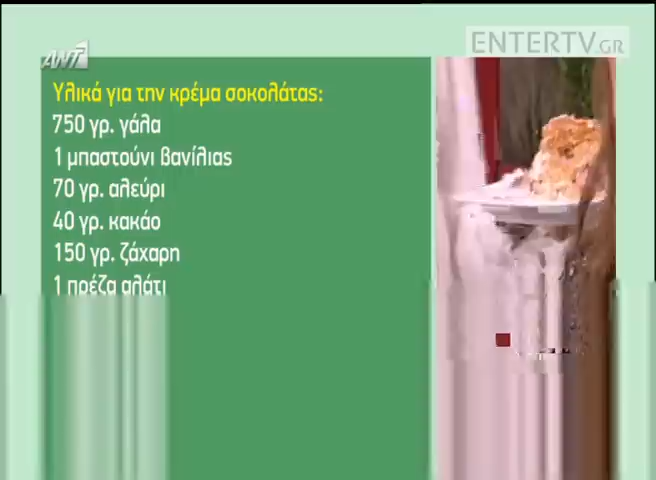 ENTERTV.GR
ΑΝΤ1
Υλικά για την κρέμα σοκολάτας:
750 γρ. γάλα
1 μπαστούνι βανίλιας
70 γρ. αλεύρι
40 γρ. κακάο
150 γρ. ζάχαρη
1 πρέζα αλάτι